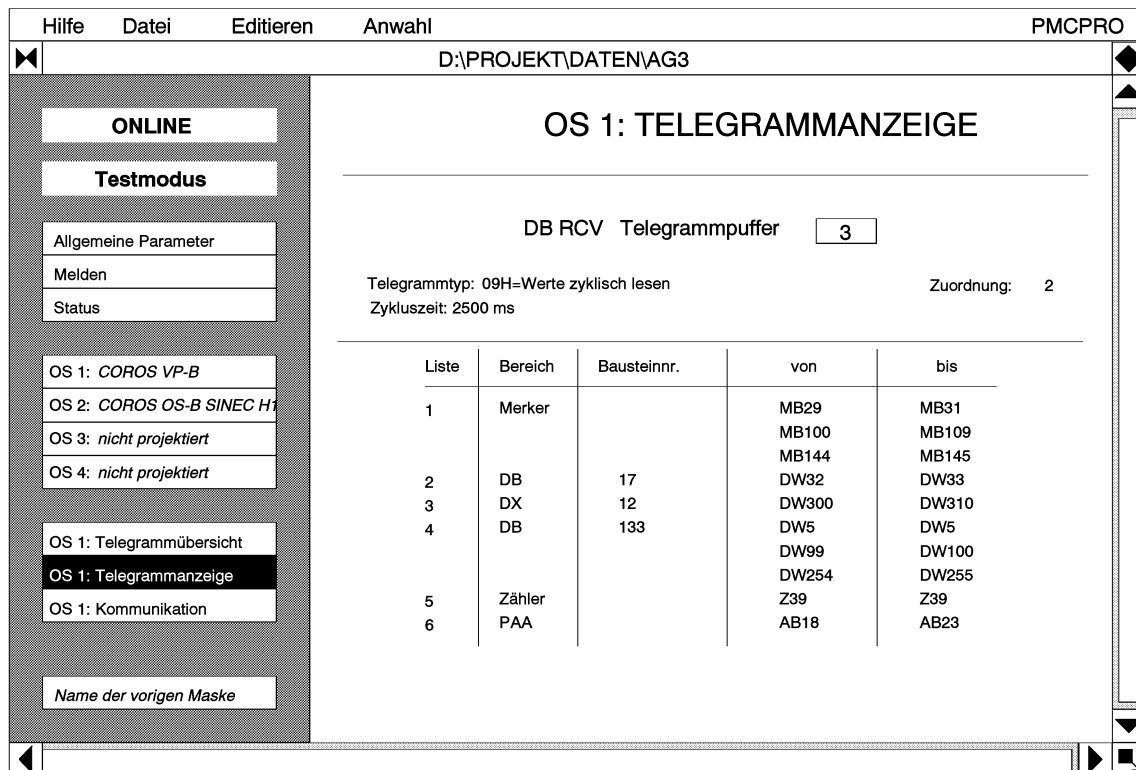 Hilfe Datei Editieren Anwahl PMCPRO
D:\PROJEKT\DATEN\AG3
ONLINE
Testmodus
Allgemeine Parameter
Melden
Status
OS 1: COROS VP-B
OS 2: COROS OS-B SINEC H1
OS 3: nicht projektiert
OS 4: nicht projektiert
OS 1: Telegrammübersicht
OS 1: Telegrammanzeige
OS 1: Kommunikation
Name der vorigen Maske
OS 1: TELEGRAMMANZEIGE
DB RCV Telegrammpuffer 3
Telegrammtyp: 09H=Werte zyklisch lesen Zuordnung: 2
Zykluszeit: 2500 ms
Liste Bereich Bausteinnr. von bis
1 Merker MB29 MB31
MB100 MB109
MB144 MB145
2 DB 17 DW32 DW33
3 DX 12 DW300 DW310
4 DB 133 DW5 DW5
DW99 DW100
DW254 DW255
5 Zähler Z39 Z39
6 PAA AB18 AB23